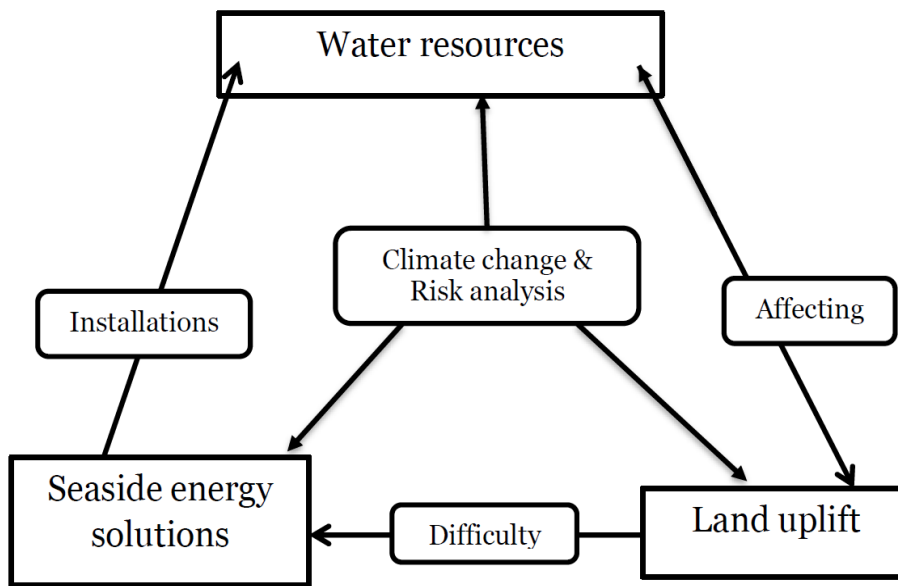 Water resources
Climate change &
Risk analysis
Installations
Affecting
Seaside energy
solutions
Difficulty
Land uplift